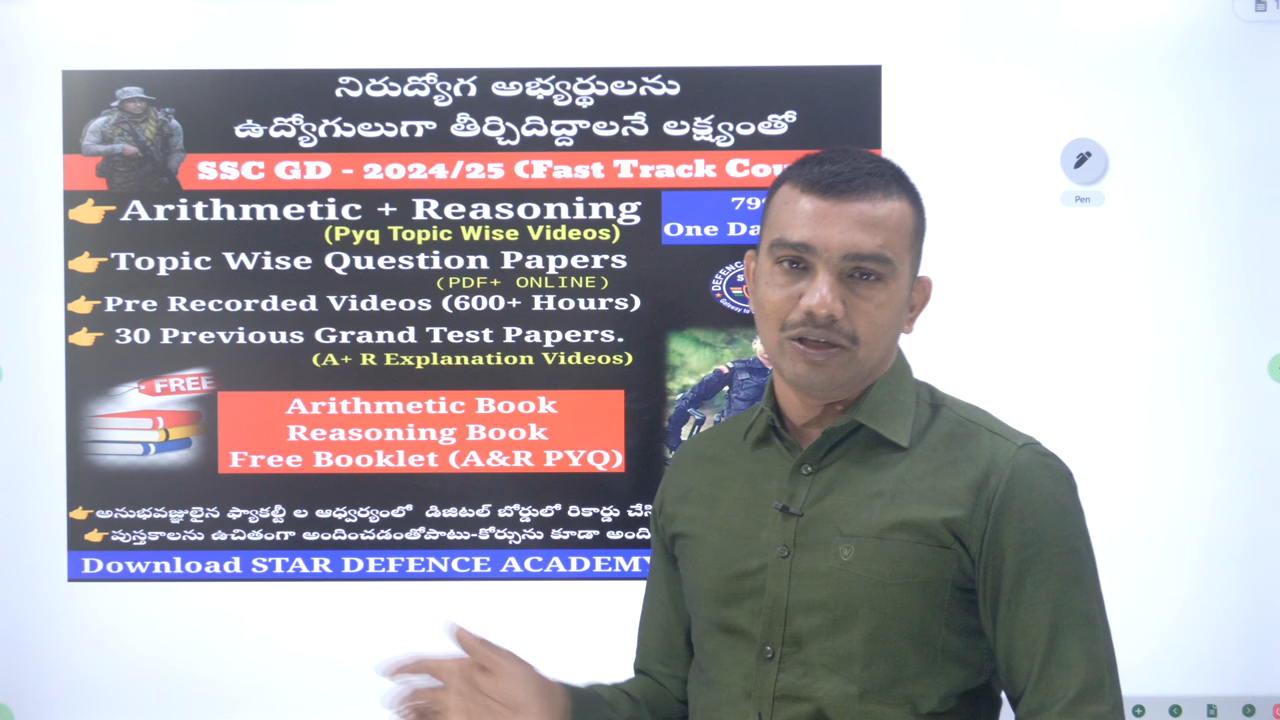 నిరుద్యోగ అభ్యర్థులను
ఉద్యోగులుగా తీర్చిదిద్దాలనే లక్ష్యంతో
SSC GD - 2024/25 (Fast Track
👉Arithmetic + Reasoning
(Pyq Topic Wise Videos)
One
👉Topic Wise Question Papers
(PDF+ ONLINE)
👉Pre Recorded Videos (600+ Hours)
👉 30 Previous Grand Test Papers.
(A+ R Explanation Videos)
FREE
Arithmetic Book
Reasoning Book
Free Booklet (A&R PYQ)
👉అనుభవజ్ఞులైన ఫ్యాకల్టీ ల ఆధ్వర్యంలో డిజిటల్ బోర్డులో రికార్డు
👉పుస్తకాలను ఉచితంగా అందించడంతోపాటు-కోర్సును కూడా
Download STAR DEFENCE ACADEMY
Pen